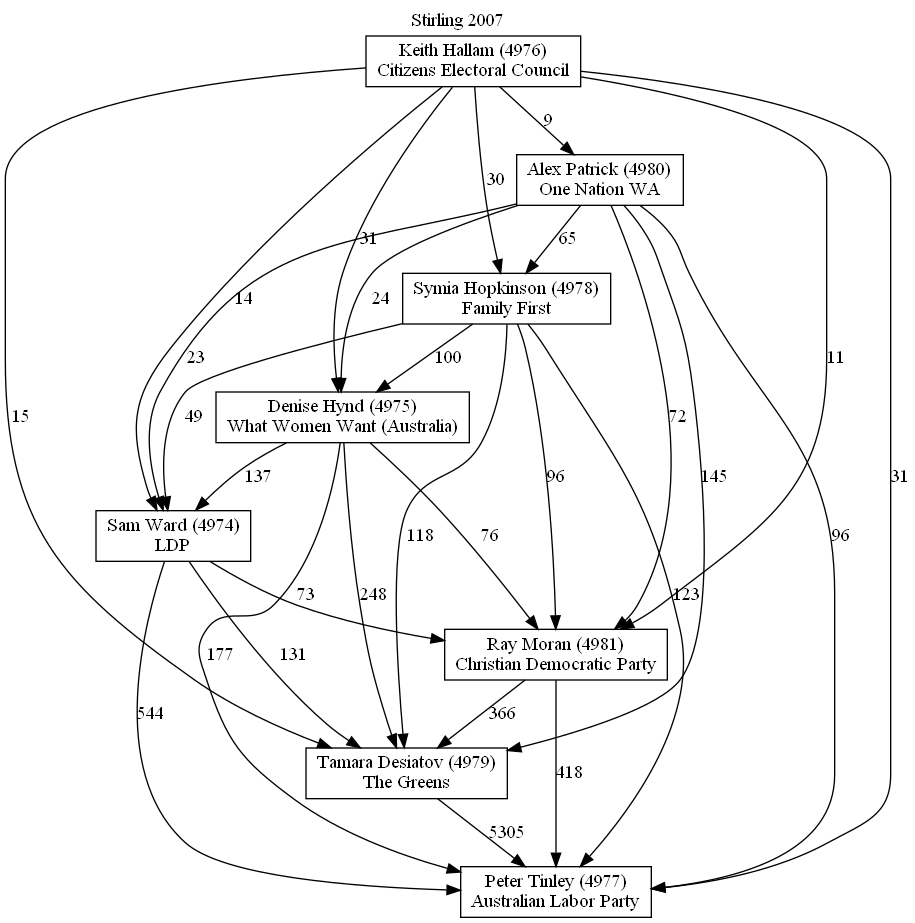 Stirling 2007
Keith Hallam (4976)
Citizens Electoral Council
9
Alex Patrick (4980)
One Nation WA
30
31
65
14
24
Symia Hopkinson (4978)
Family First
23
100
11
49
Denise Hynd (4975)
What Women Want (Australia)
15
72
137
96
145
31
Sam Ward (4974)
LDP
118
76
96
73
248
123
Ray Moran (4981)
Christian Democratic Party
177
131
544
366
Tamara Desiatov (4979)
The Greens
418
5305
Peter Tinley (4977)
Australian Labor Party